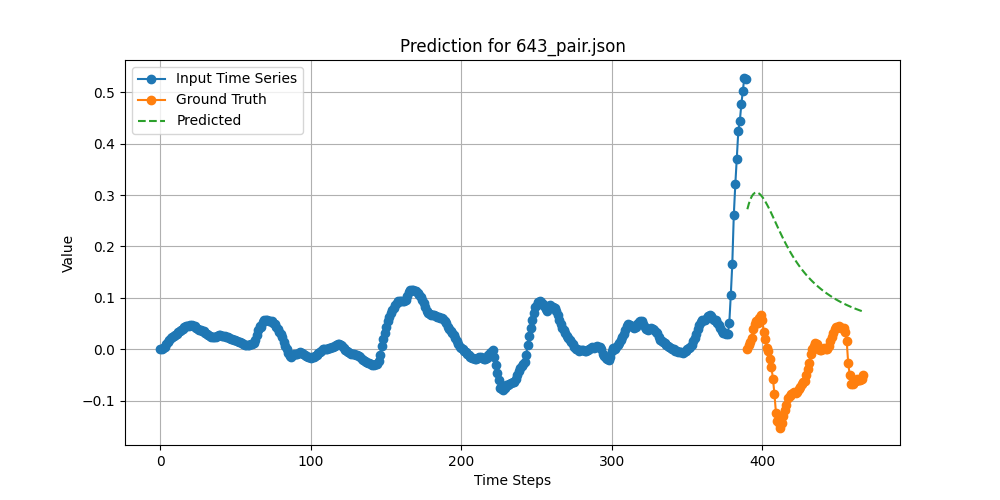 Prediction for 643_pair.json
Input Time Series
Ground Truth
Predicted
Value
0.5
0.4
0.3
0.2
0.1
0.0
−0.1
0 100 200 300 400
Time Steps